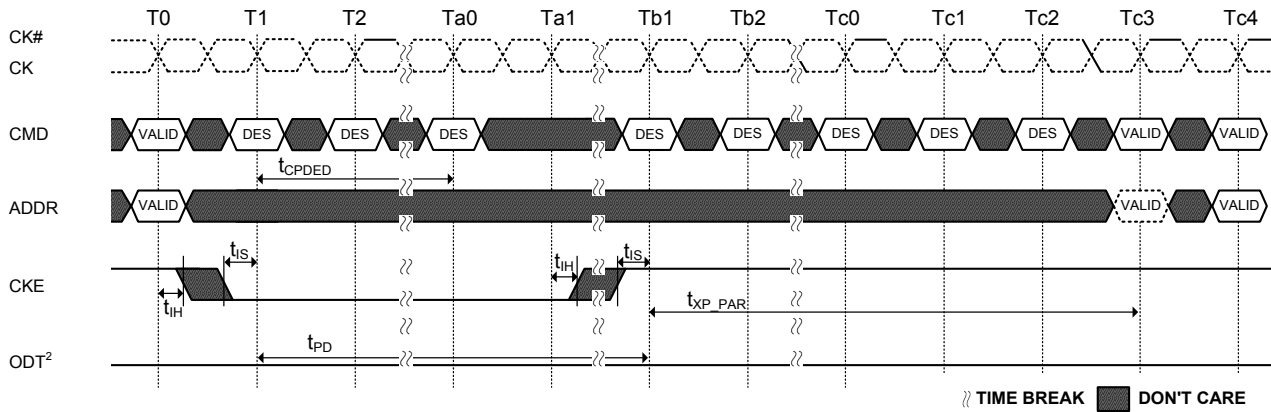 T0 T1 T2 Ta0 Ta1 Tb1 Tb2 Tc0 Tc1 Tc2 Tc3 Tc4
CK#
CK
CMD VALID DES DES DES DES DES DES DES DES VALID VALID
tCPDED
ADDR VALID VALID VALID
tIS tIH tIS
CKE
tIH tXP_PAR
tPD
ODT²
TIME BREAK DON'T CARE